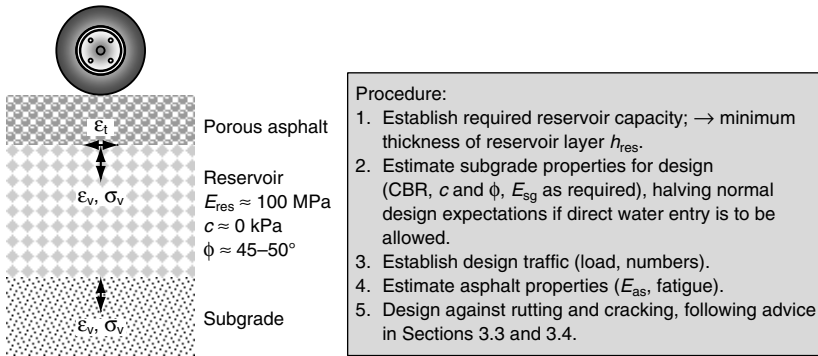 εt
Porous asphalt
Reservoir
Eres ≈ 100 MPa
c ≈ 0 kPa
ϕ ≈ 45–50°
εv, σv
Subgrade
εv, σv
Procedure:
1. Establish required reservoir capacity; → minimum
thickness of reservoir layer hres.
2. Estimate subgrade properties for design
(CBR, c and ϕ, Esg as required), halving normal
design expectations if direct water entry is to be
allowed.
3. Establish design traffic (load, numbers).
4. Estimate asphalt properties (Eas, fatigue).
5. Design against rutting and cracking, following advice
in Sections 3.3 and 3.4.